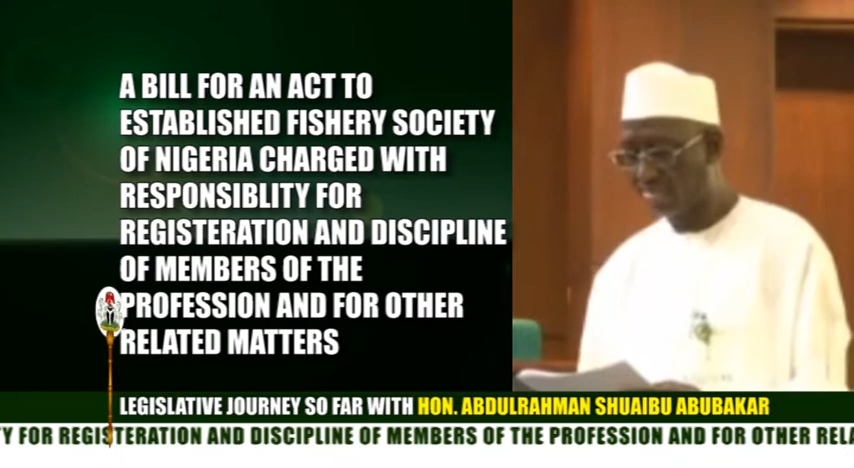 A BILL FOR AN ACT TO
ESTABLISHED FISHERY SOCIETY
OF NIGERIA CHARGED WITH
RESPONSIBLITY FOR
REGISTERATION AND DISCIPLINE
OF MEMBERS OF THE
PROFESSION AND FOR OTHER
RELATED MATTERS
LEGISLATIVE JOURNEY SO FAR WITH HON. ABDULRAHMAN SHUAIBU ABUBAKAR
Y FOR REGISTERATION AND DISCIPLINE OF MEMBERS OF THE PROFESSION AND FOR OTHER RELA